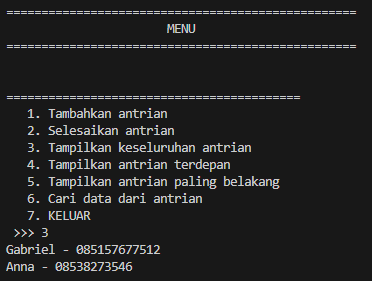 ==================================================
MENU
==================================================
==========================================
1. Tambahkan antrian
2. Selesaikan antrian
3. Tampilkan keseluruhan antrian
4. Tampilkan antrian terdepan
5. Tampilkan antrian paling belakang
6. Cari data dari antrian
7. KELUAR
>>> 3
Gabriel - 085157677512
Anna - 08538273546